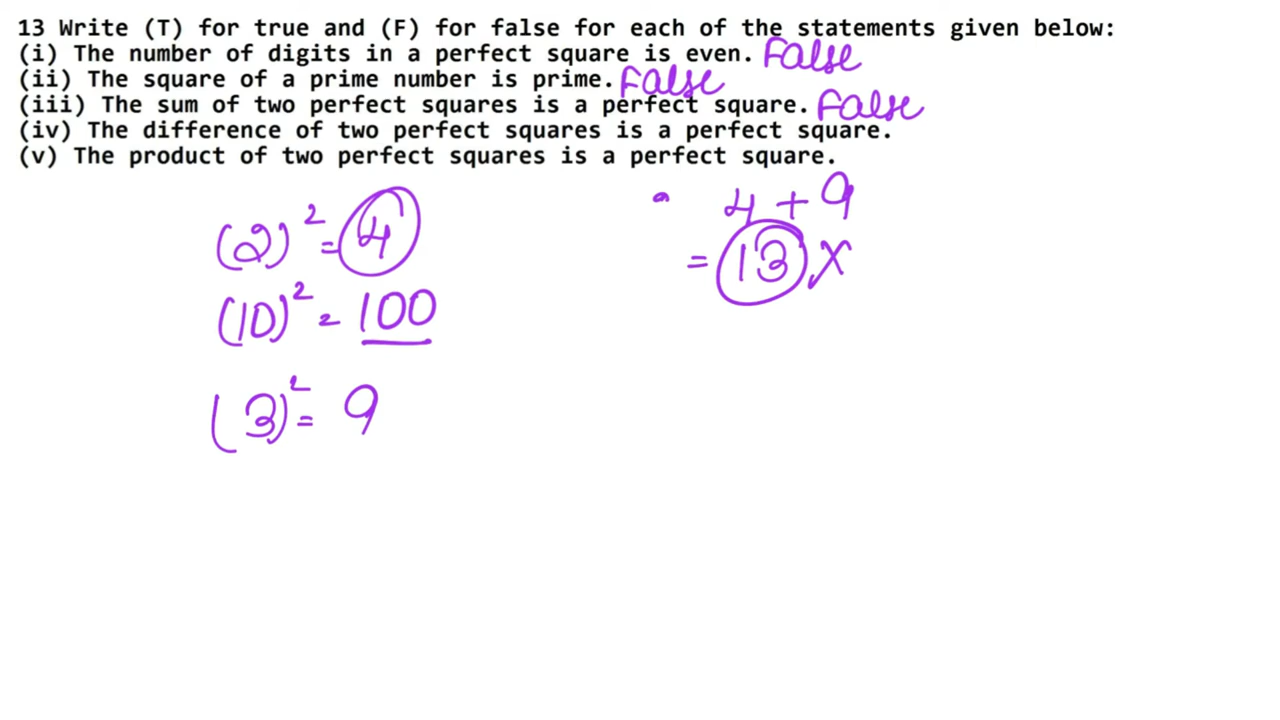 13 Write (T) for true and (F) for false for each of the statements given below:
(i) The number of digits in a perfect square is even. False
(ii) The square of a prime number is prime. False
(iii) The sum of two perfect squares is a perfect square. False
(iv) The difference of two perfect squares is a perfect square.
(v) The product of two perfect squares is a perfect square.
(2)² = 4
4 + 9
= 13 X
(10)² = 100
(3)² = 9